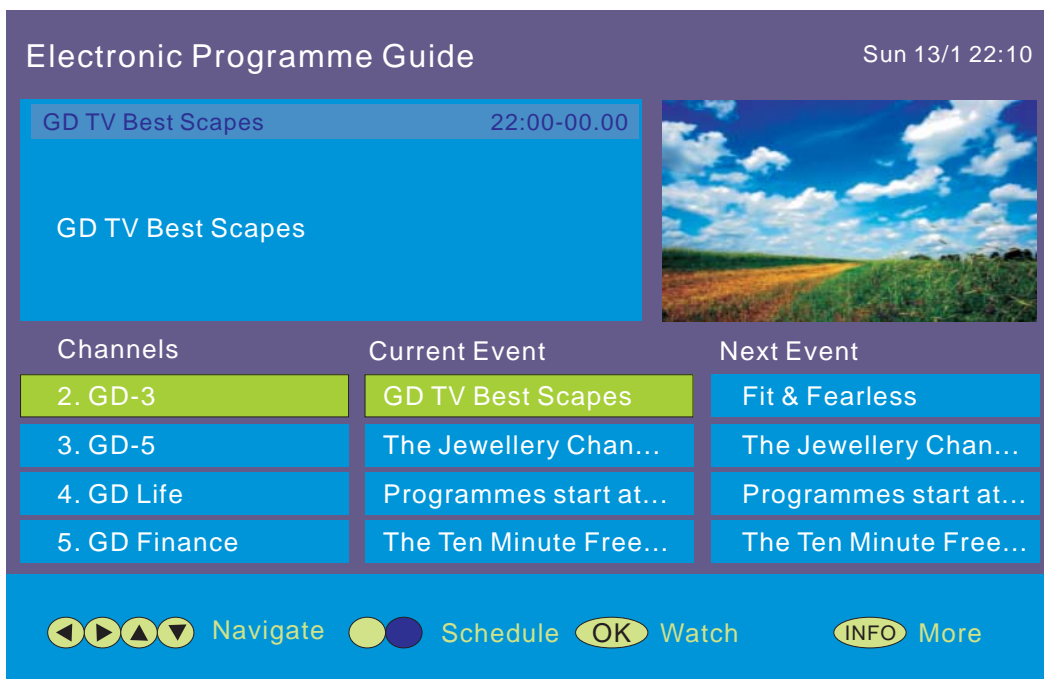 Electronic Programme Guide Sun 13/1 22:10
GD TV Best Scapes 22:00-00.00
GD TV Best Scapes
Channels Current Event Next Event
2. GD-3 GD TV Best Scapes Fit & Fearless
3. GD-5 The Jewellery Chan... The Jewellery Chan...
4. GD Life Programmes start at... Programmes start at...
5. GD Finance The Ten Minute Free... The Ten Minute Free...
Navigate Schedule OK Watch INFO More